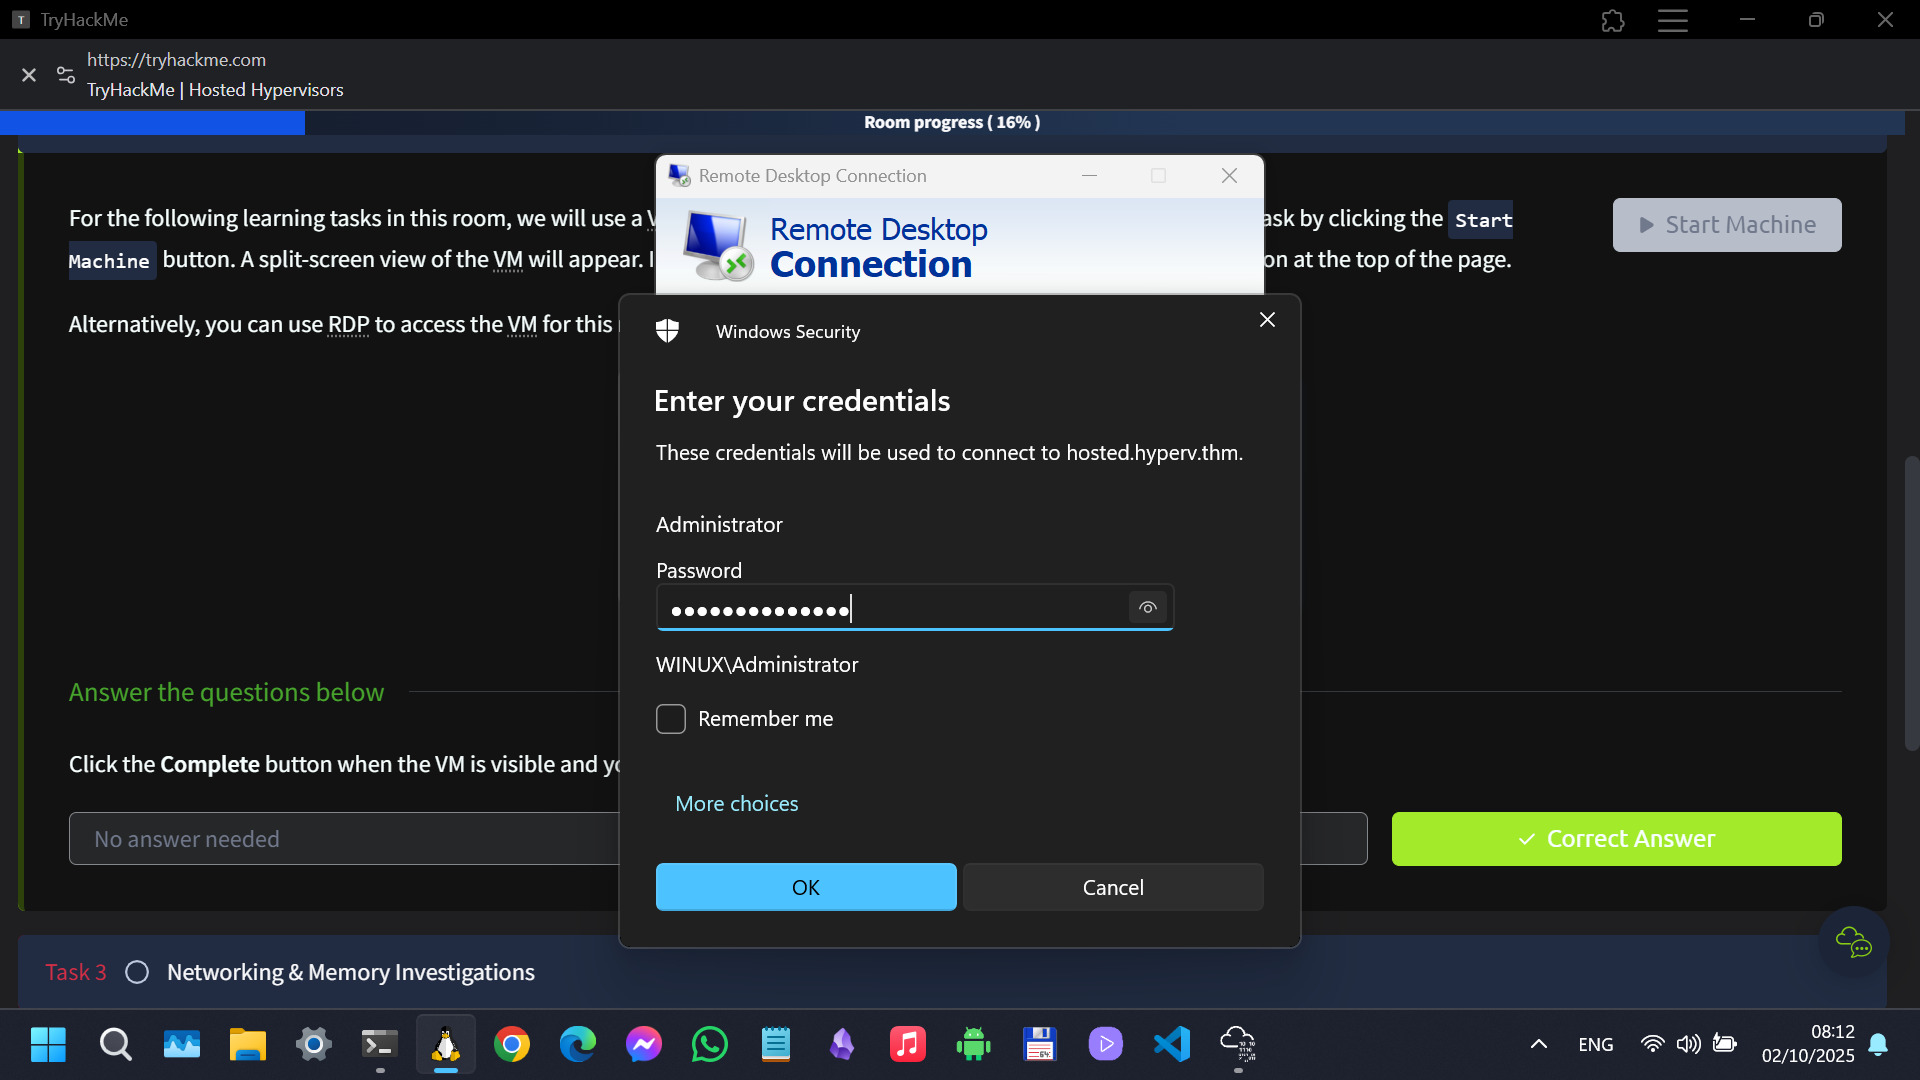 TryHackMe
https://tryhackme.com
TryHackMe | Hosted Hypervisors
Room progress ( 16% )
Remote Desktop Connection
Remote Desktop
Connection
For the following learning tasks in this room, we will use a
ask by clicking the Start
Machine button. A split-screen view of the VM will appear.
on at the top of the page.
Start Machine
Alternatively, you can use RDP to access the VM for this
Windows Security
Enter your credentials
These credentials will be used to connect to hosted.hyperv.thm.
Administrator
Password
WINUX\Administrator
Remember me
More choices
OK
Cancel
Answer the questions below
Click the Complete button when the VM is visible and yo
No answer needed
Correct Answer
Task 3
Networking & Memory Investigations
ENG
08:12
02/10/2025